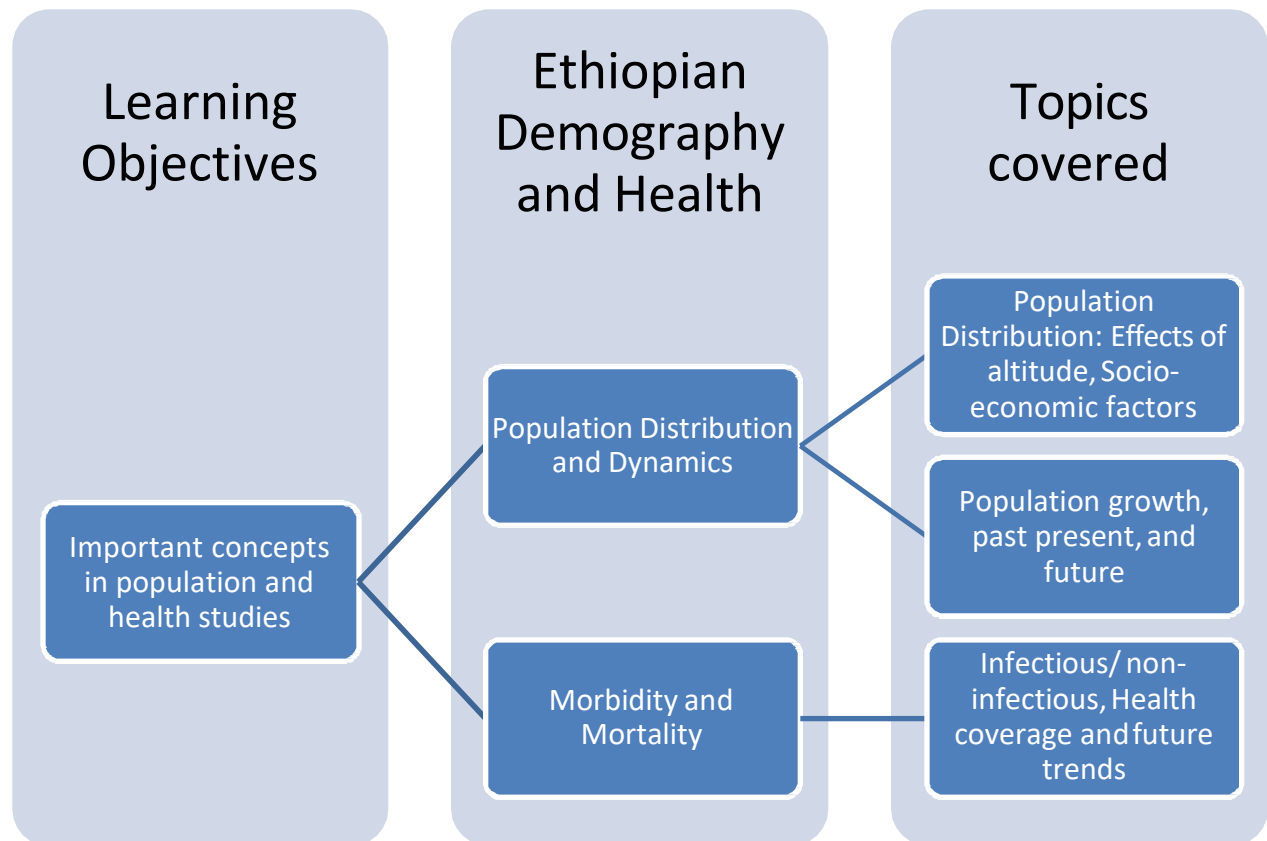 Learning
Objectives
Ethiopian
Demography
and Health
Topics
covered
Important concepts
in population and
health studies
Population Distribution
and Dynamics
Morbidity and
Mortality
Population
Distribution: Effects of
altitude, Socio-
economic factors
Population growth,
past present, and
future
Infectious/ non-
infectious, Health
coverage and future
trends